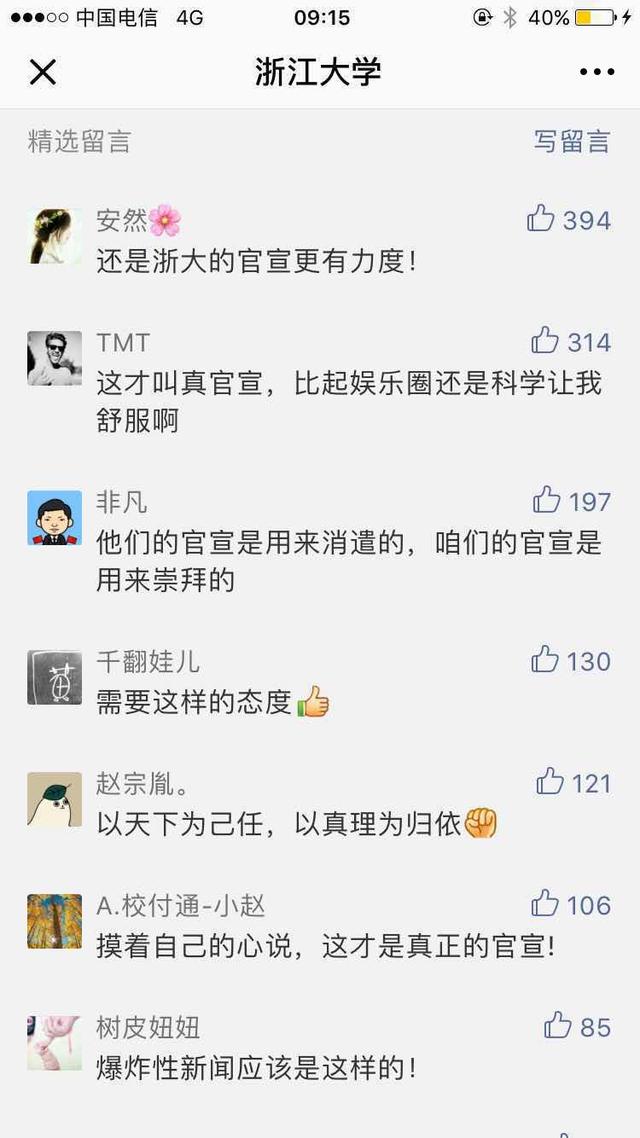 中国电信 4G 09:15 40%
浙江大学
精选留言 写留言
安然 394
还是浙大的官宣更有力度！
TMT 314
这才叫真官宣，比起娱乐圈还是科学让我
舒服啊
非凡 197
他们的官宣是用来消遣的，咱们的官宣是
用来崇拜的
千翻娃儿 130
需要这样的态度
赵宗胤。 121
以天下为己任，以真理为归依
A.校付通-小赵 106
摸着自己的心说，这才是真正的官宣!
树皮妞妞 85
爆炸性新闻应该是这样的！